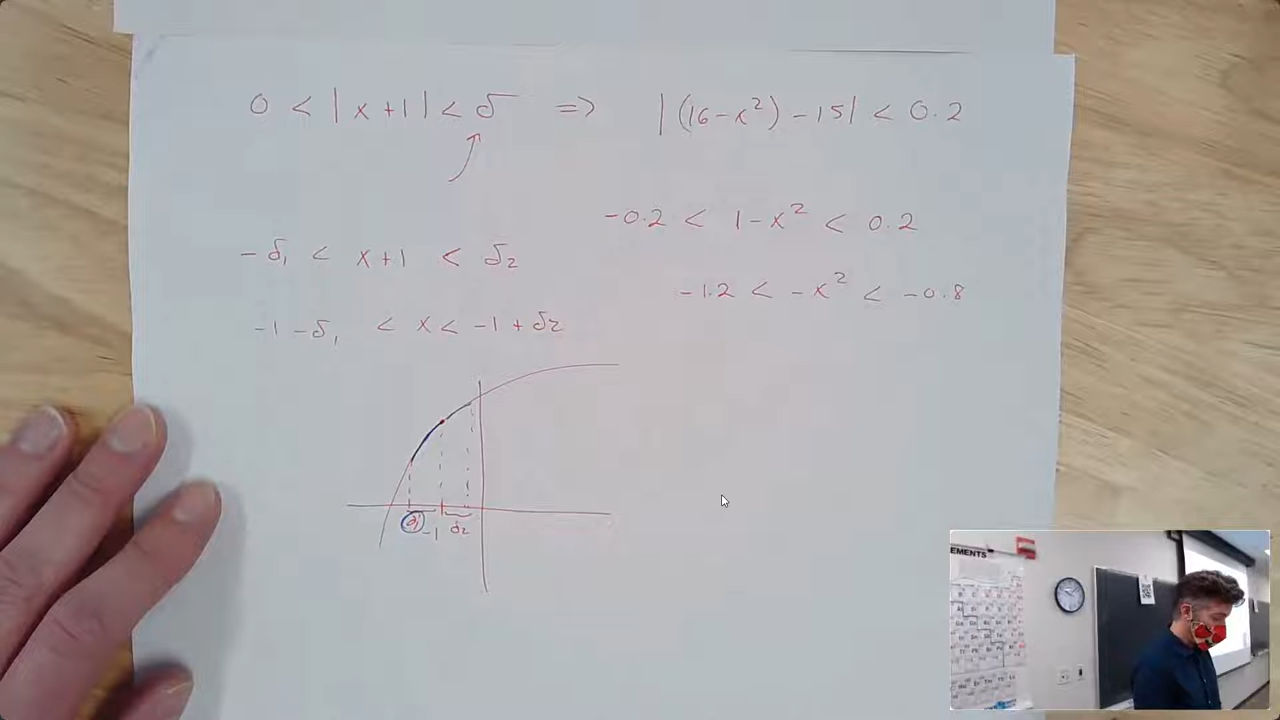 0 < |x+1| < δ ⇒ |(16-x²)-15| < 0.2
-0.2 < 1-x² < 0.2
-δ₁ < x+1 < δ₂
-1.2 < -x² < -0.8
-1-δ₁ < x < -1+δ₂
δ₁ -1 δ₂
EMENTS